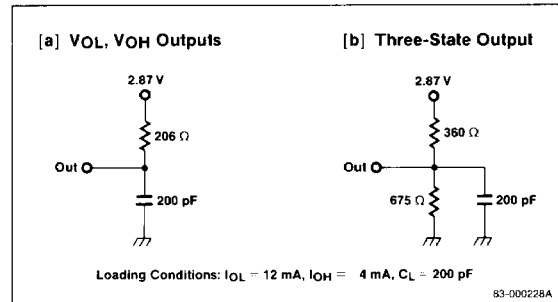 [a] VOL, VOH Outputs
2.87 V
206 Ω
Out
200 pF
[b] Three-State Output
2.87 V
360 Ω
Out
675 Ω
200 pF
Loading Conditions: IOL = 12 mA, IOH = 4 mA, CL = 200 pF
83-000228A